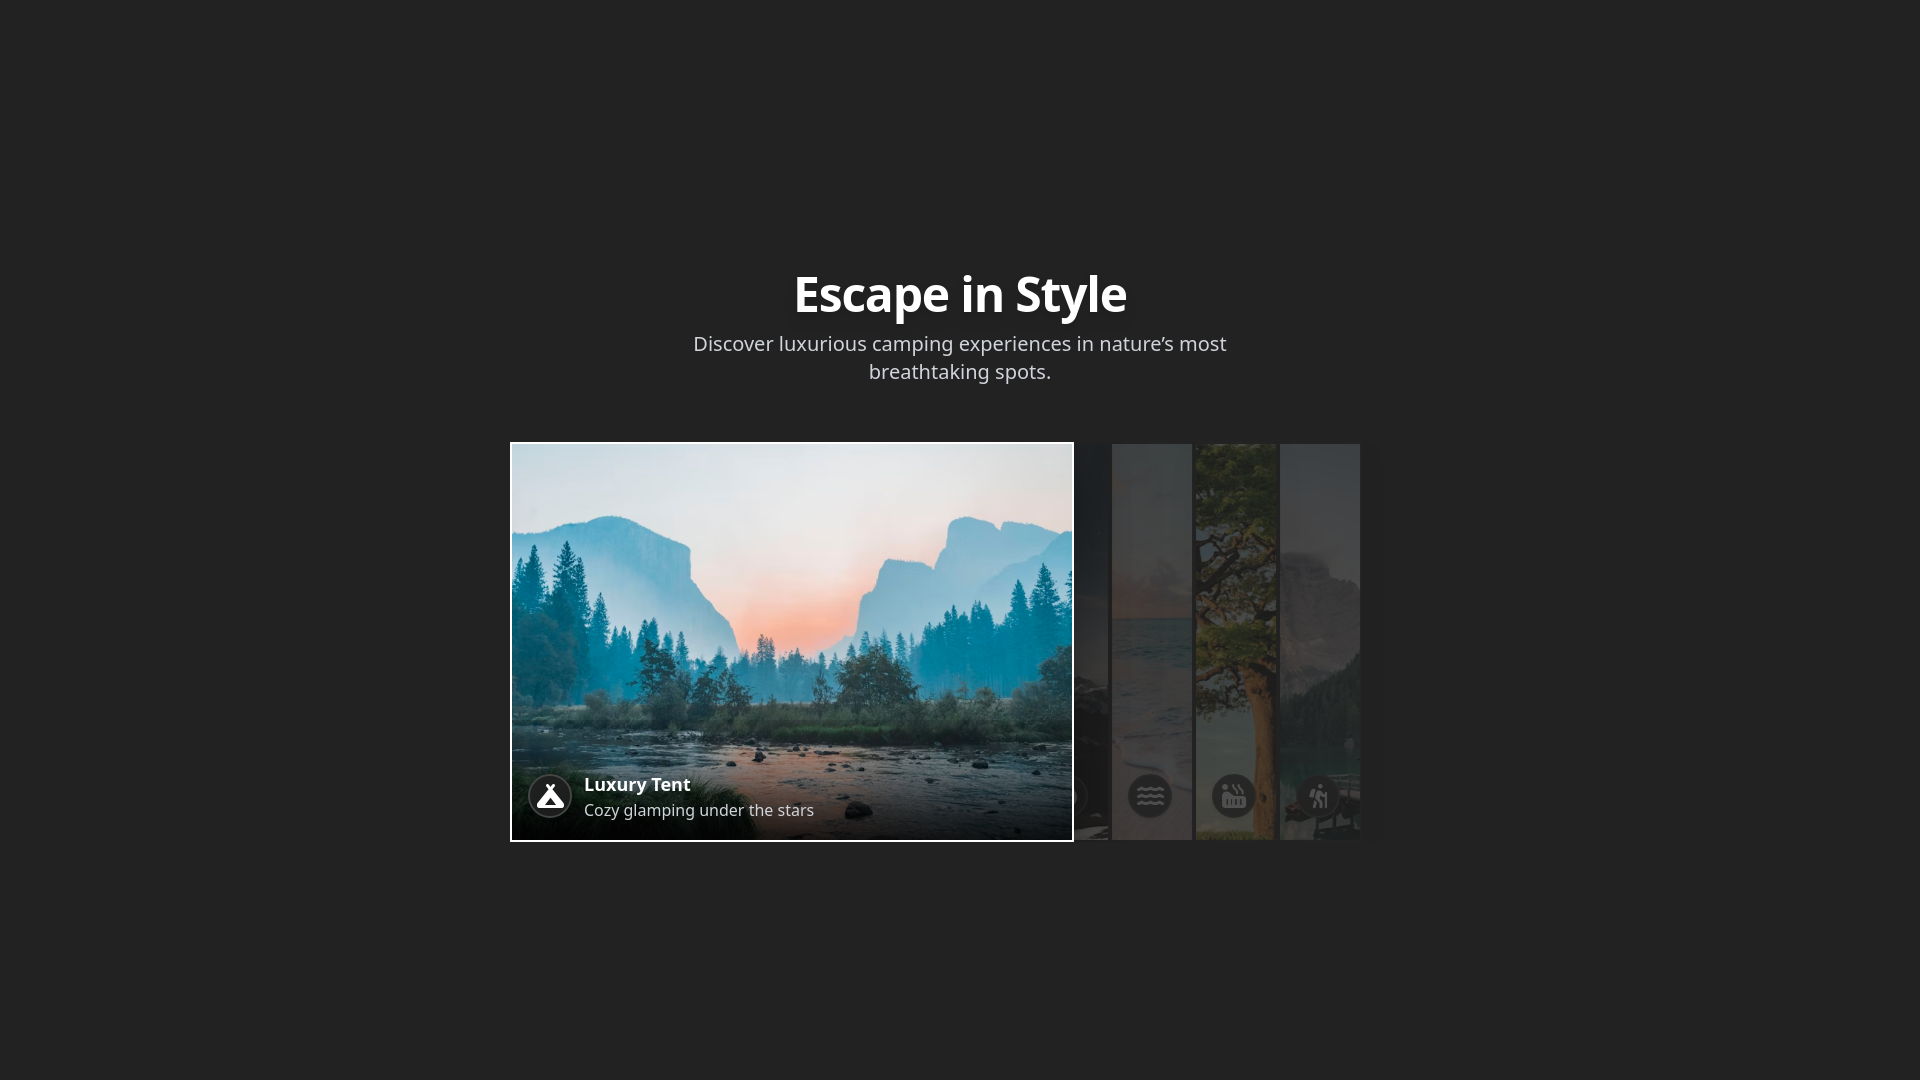 Escape in Style
Discover luxurious camping experiences in nature’s most
breathtaking spots.
Luxury Tent
Cozy glamping under the stars